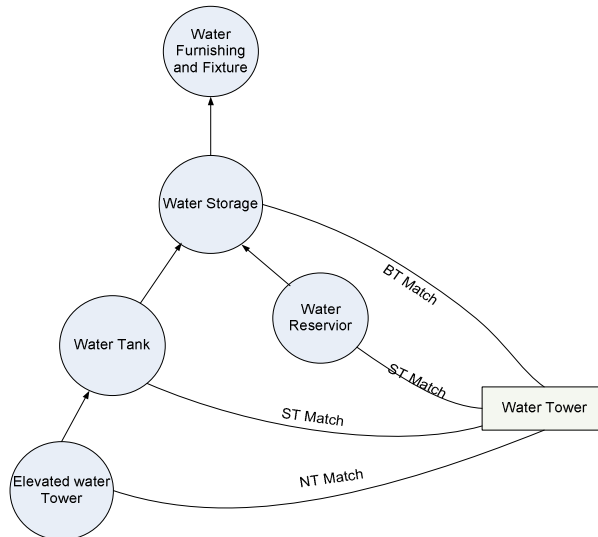 Water
Furnishing
and Fixture
Water Storage
BT Match
Water
Reservior
ST Match
Water Tank
Water Tower
ST Match
Elevated water
Tower
NT Match